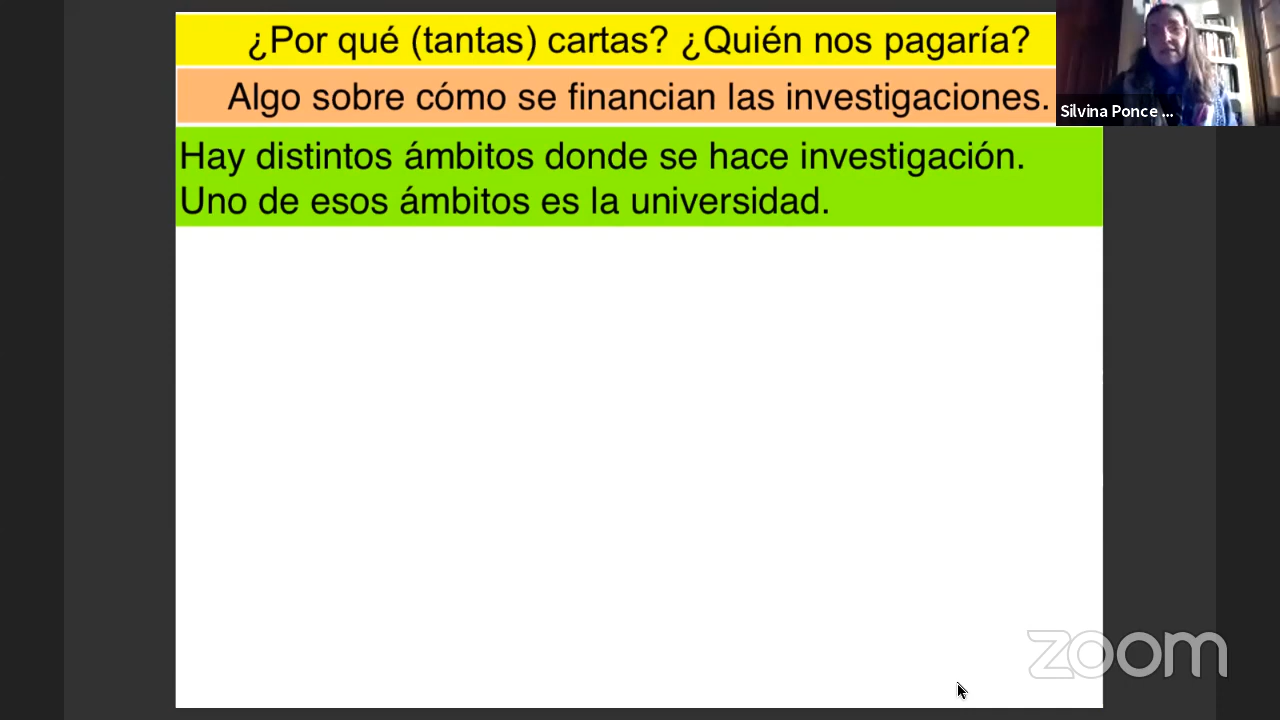 ¿Por qué (tantas) cartas? ¿Quién nos pagaría?
Algo sobre cómo se financian las investigaciones.
Silvina Ponce ...
Hay distintos ámbitos donde se hace investigación.
Uno de esos ámbitos es la universidad.
zoom